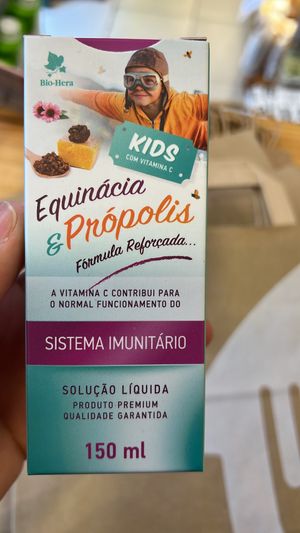 Bio-Hera
KIDS
COM VITAMINA C
Equinácia
& Própolis
Fórmula Reforçada...
A VITAMINA C CONTRIBUI PARA
O NORMAL FUNCIONAMENTO DO
SISTEMA IMUNITÁRIO
SOLUÇÃO LÍQUIDA
PRODUTO PREMIUM
QUALIDADE GARANTIDA
150 ml